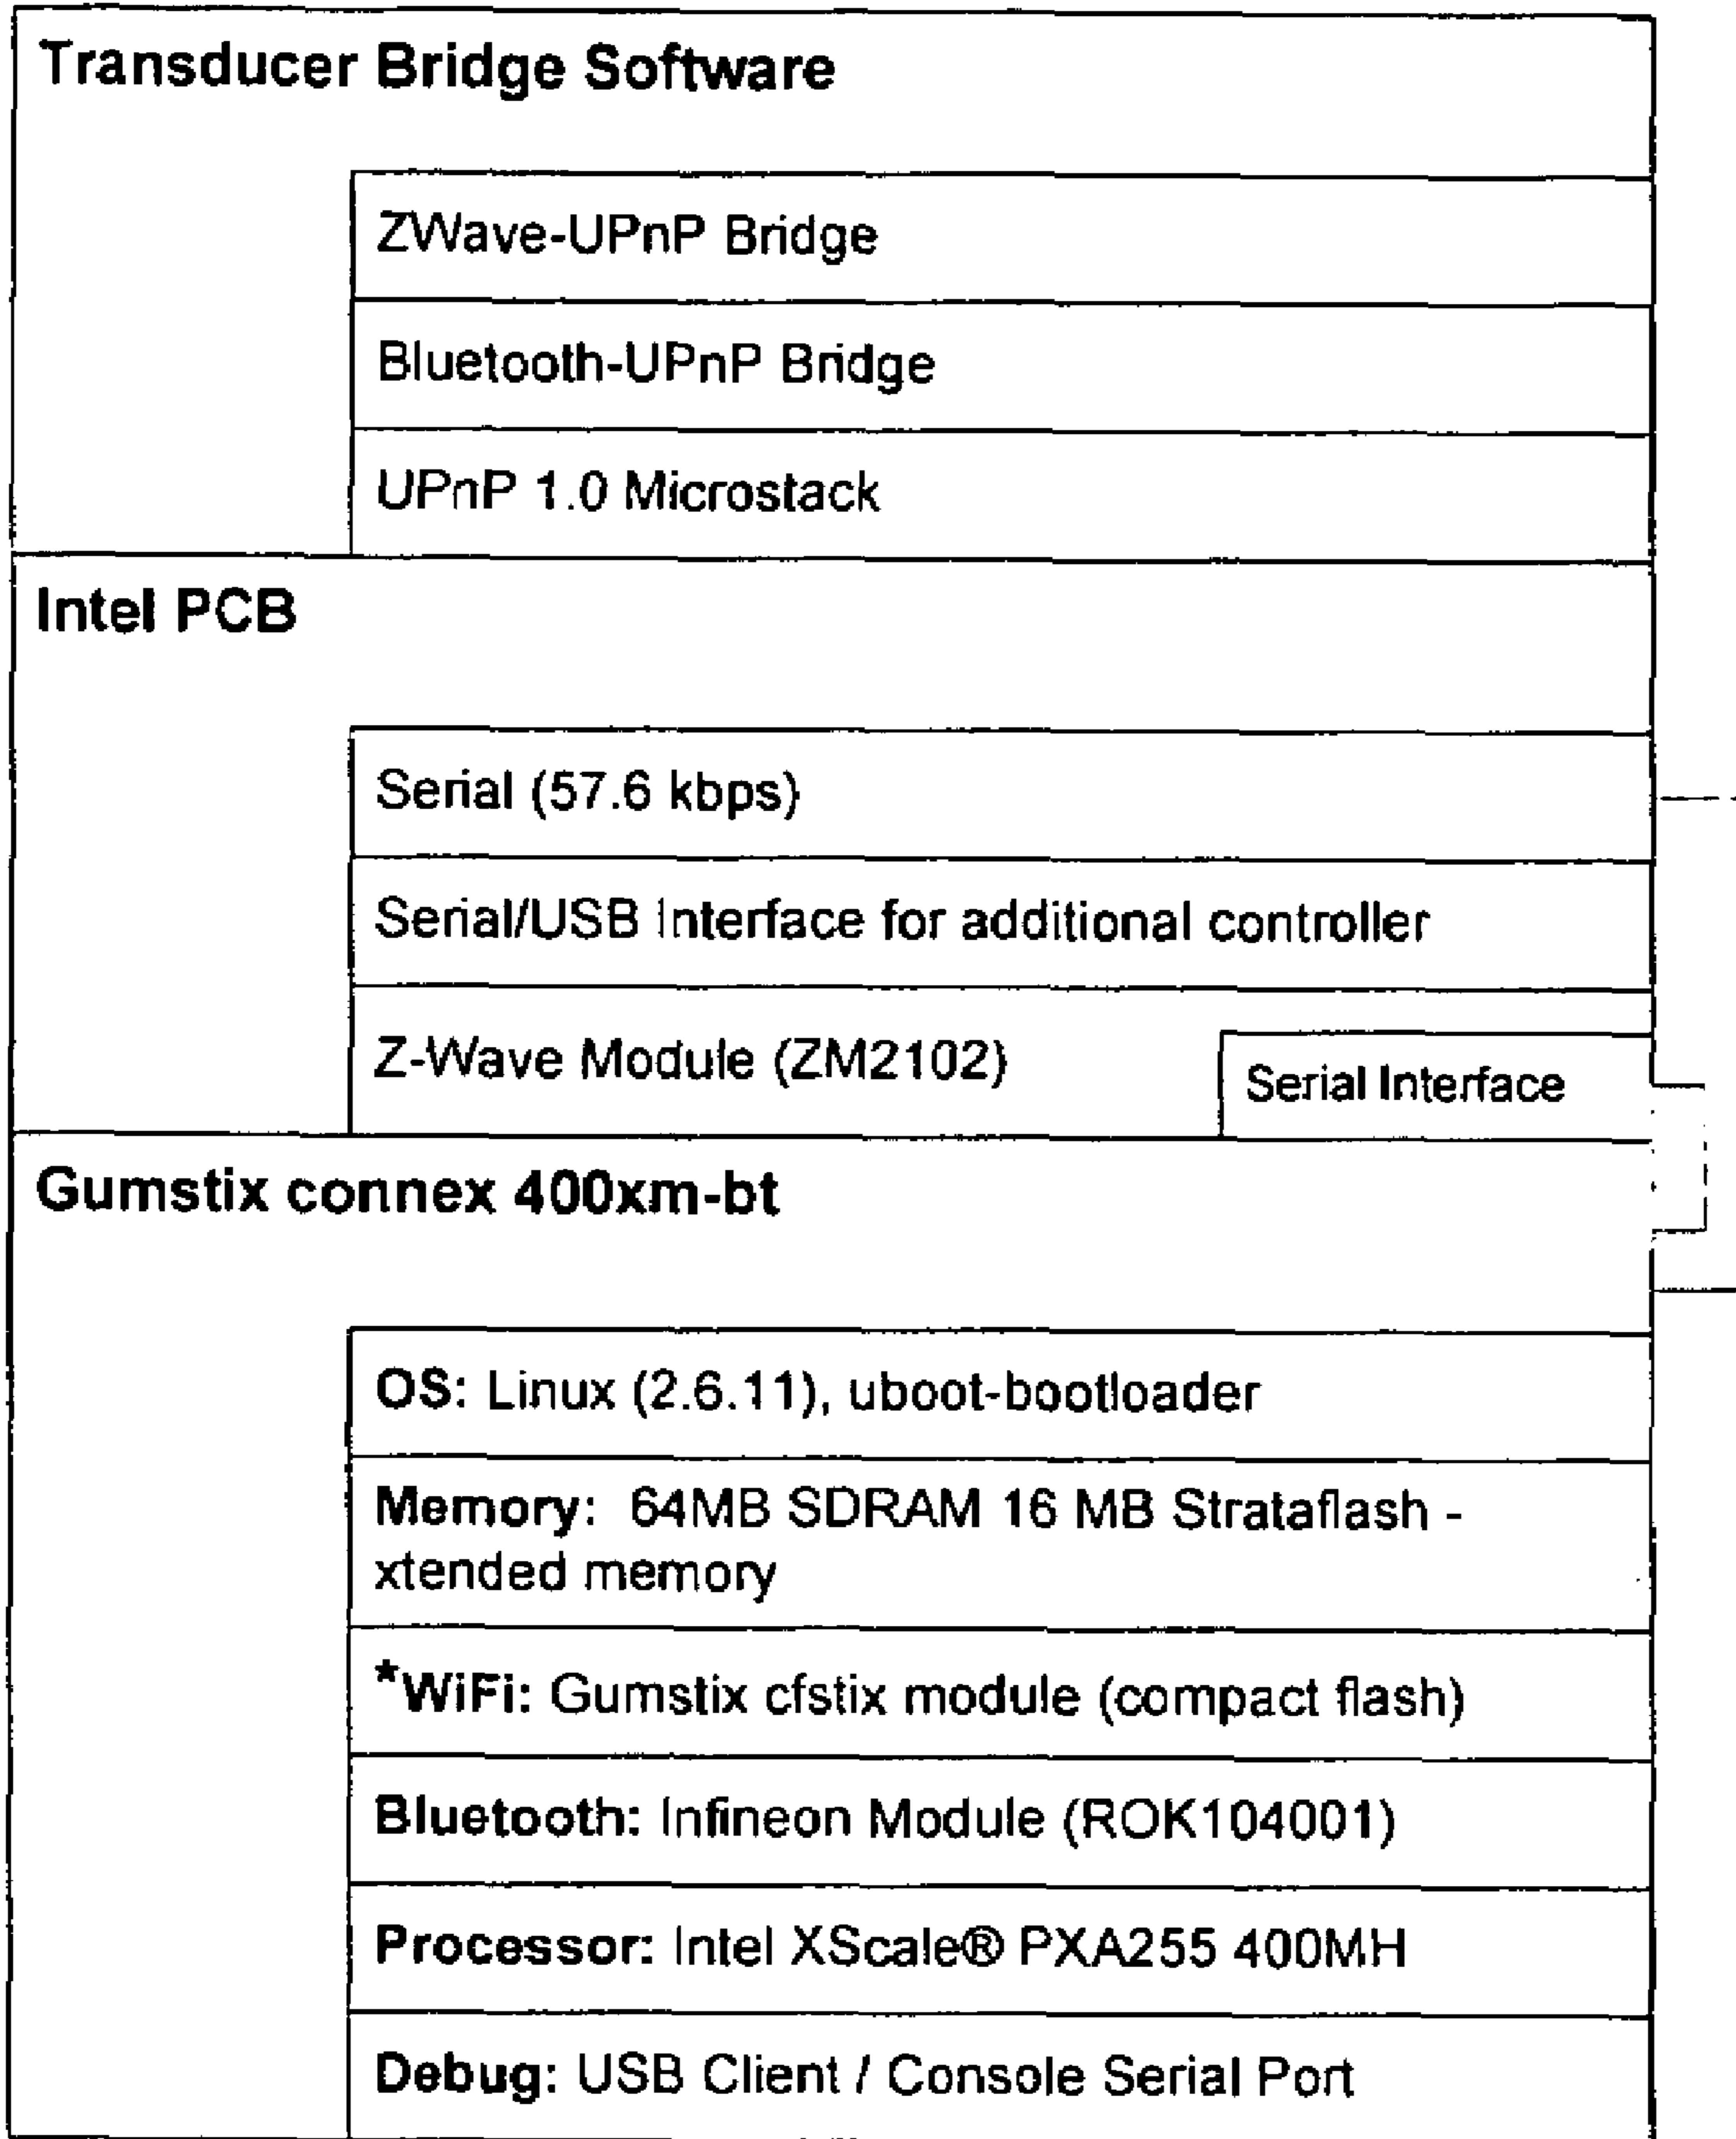 Transducer Bridge Software
ZWave-UPnP Bridge
Bluetooth-UPnP Bridge
UPnP 1.0 Microstack
Intel PCB
Serial (57.6 kbps)
Serial/USB Interface for additional controller
Z-Wave Module (ZM2102)
Serial Interface
Gumstix connex 400xm-bt
OS: Linux (2.6.11), uboot-bootloader
Memory: 64MB SDRAM 16 MB Strataflash -
xtended memory
*WiFi: Gumstix cfstix module (compact flash)
Bluetooth: Infineon Module (ROK104001)
Processor: Intel XScale® PXA255 400MH
Debug: USB Client / Console Serial Port